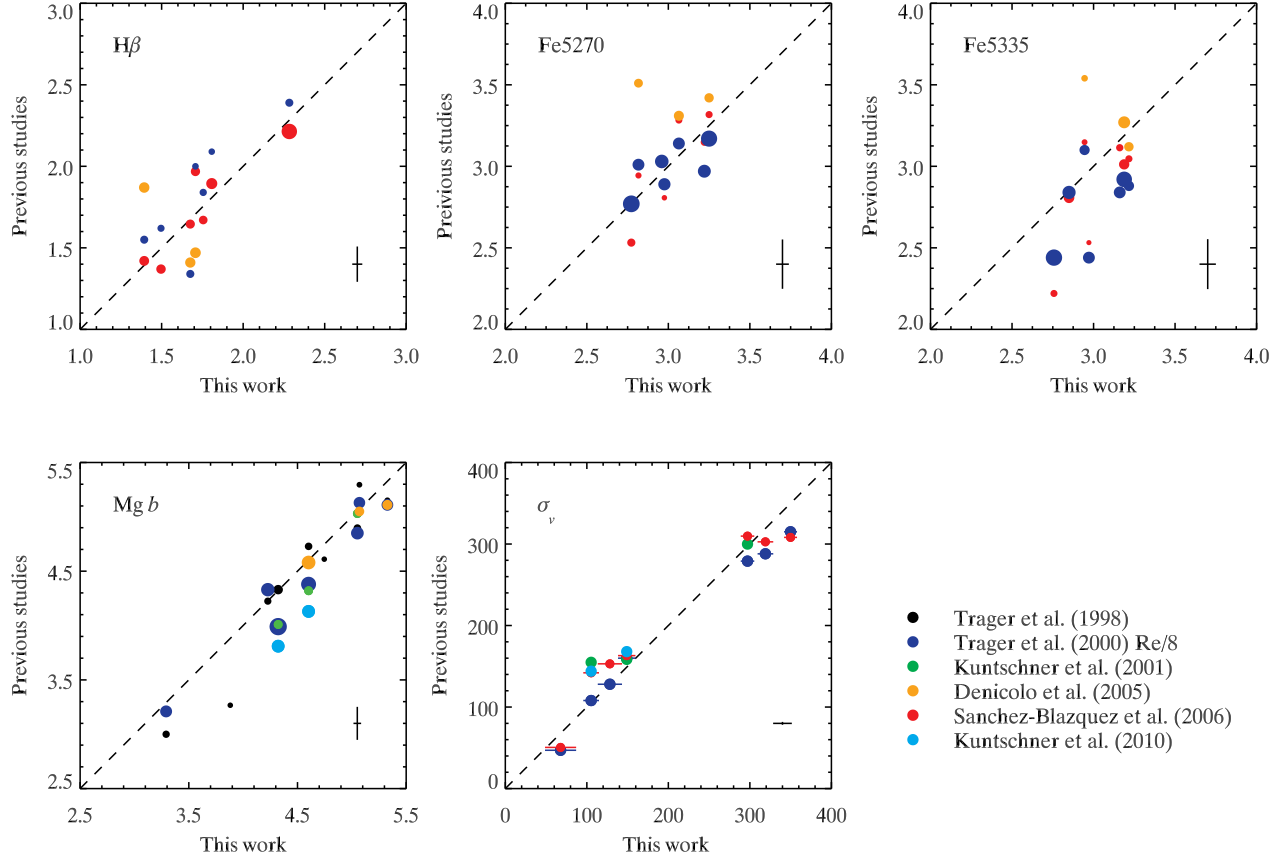 3.0
2.5
2.0
1.5
1.0
Previous studies
Hβ
1.0 1.5 2.0 2.5 3.0
This work
4.0
3.5
3.0
2.5
2.0
Preivious studies
Fe5270
2.0 2.5 3.0 3.5 4.0
This work
4.0
3.5
3.0
2.5
2.0
Previous studies
Fe5335
2.0 2.5 3.0 3.5 4.0
This work
5.5
4.5
3.5
2.5
Previous studies
Mg b
2.5 3.5 4.5 5.5
This work
400
300
200
100
0
Previous studies
σv
0 100 200 300 400
This work
Trager et al. (1998)
Trager et al. (2000) Re/8
Kuntschner et al. (2001)
Denicolo et al. (2005)
Sanchez-Blazquez et al. (2006)
Kuntschner et al. (2010)